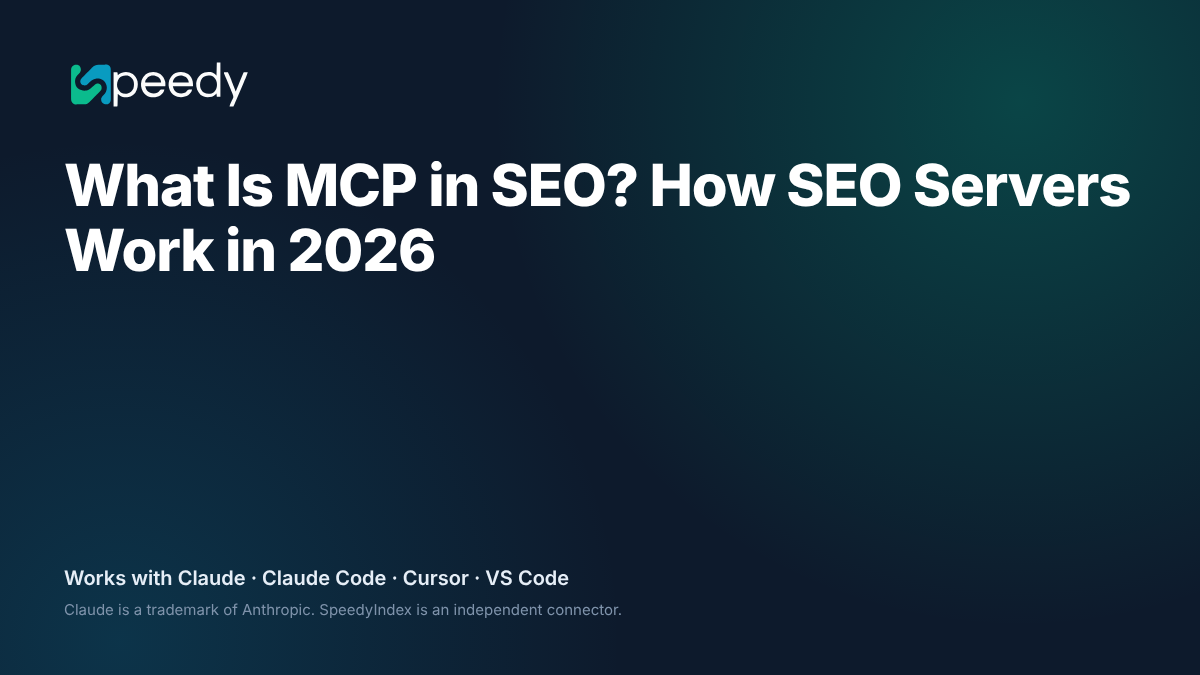 Speedy
What Is MCP in SEO? How SEO Servers
Work in 2026
Works with Claude · Claude Code · Cursor · VS Code
Claude is a trademark of Anthropic. SpeedyIndex is an independent connector.